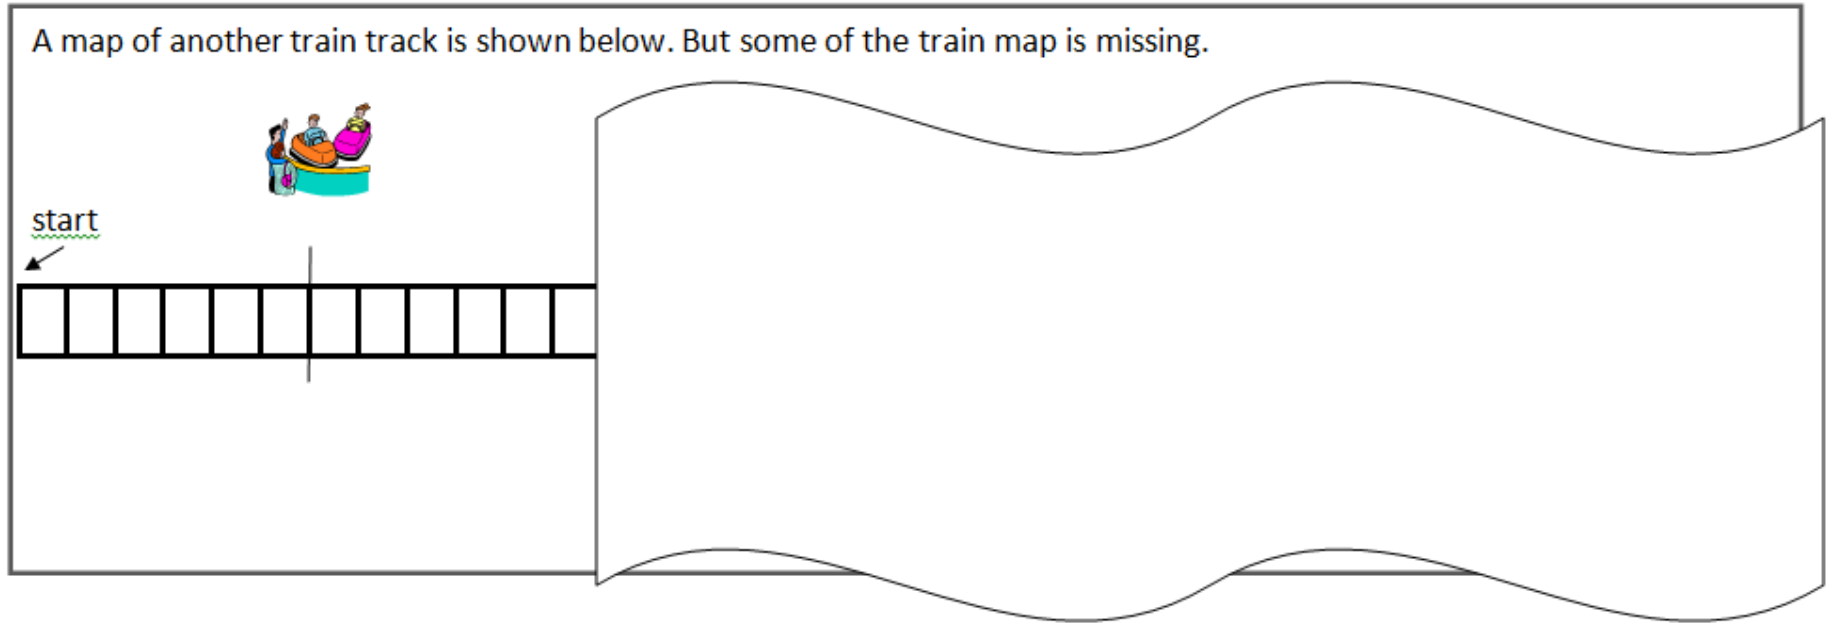 A map of another train track is shown below. But some of the train map is missing.
start